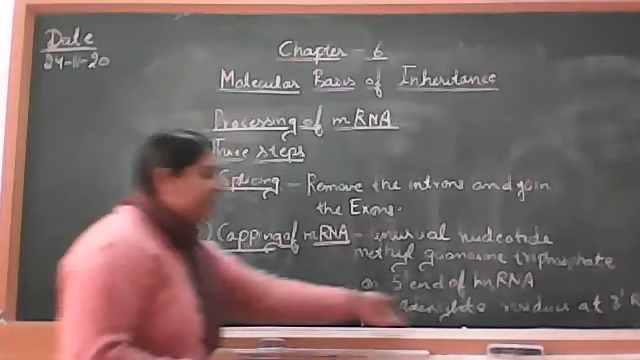 Date
24-11-20
Chapter - 6
Molecular Basis of Inheritance
Processing of mRNA
Three steps
Splicing - Remove the introns and join
the Exons.
Capping of mRNA - unusual nucleotide
methyl guanosine triphosphate
on 5' end of hnRNA
adenylate residues at 3'